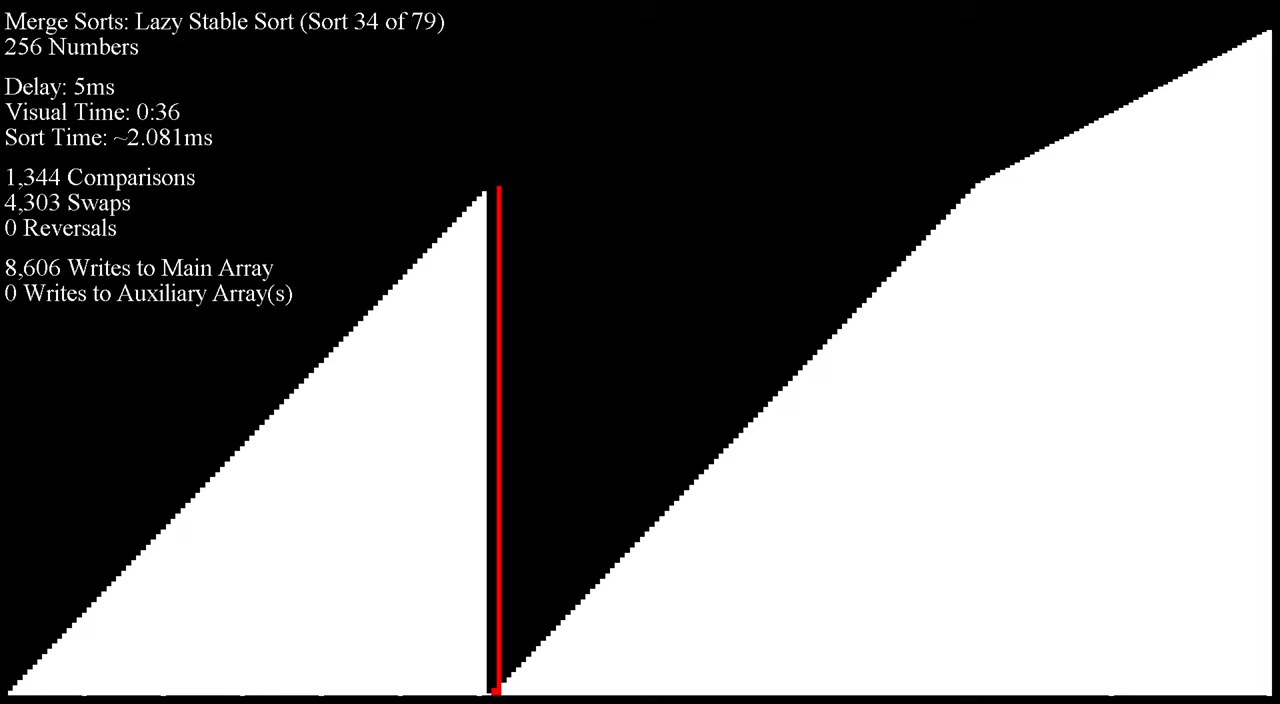 Merge Sorts: Lazy Stable Sort (Sort 34 of 79)
256 Numbers
Delay: 5ms
Visual Time: 0:36
Sort Time: ~2.081ms
1,344 Comparisons
4,303 Swaps
0 Reversals
8,606 Writes to Main Array
0 Writes to Auxiliary Array(s)